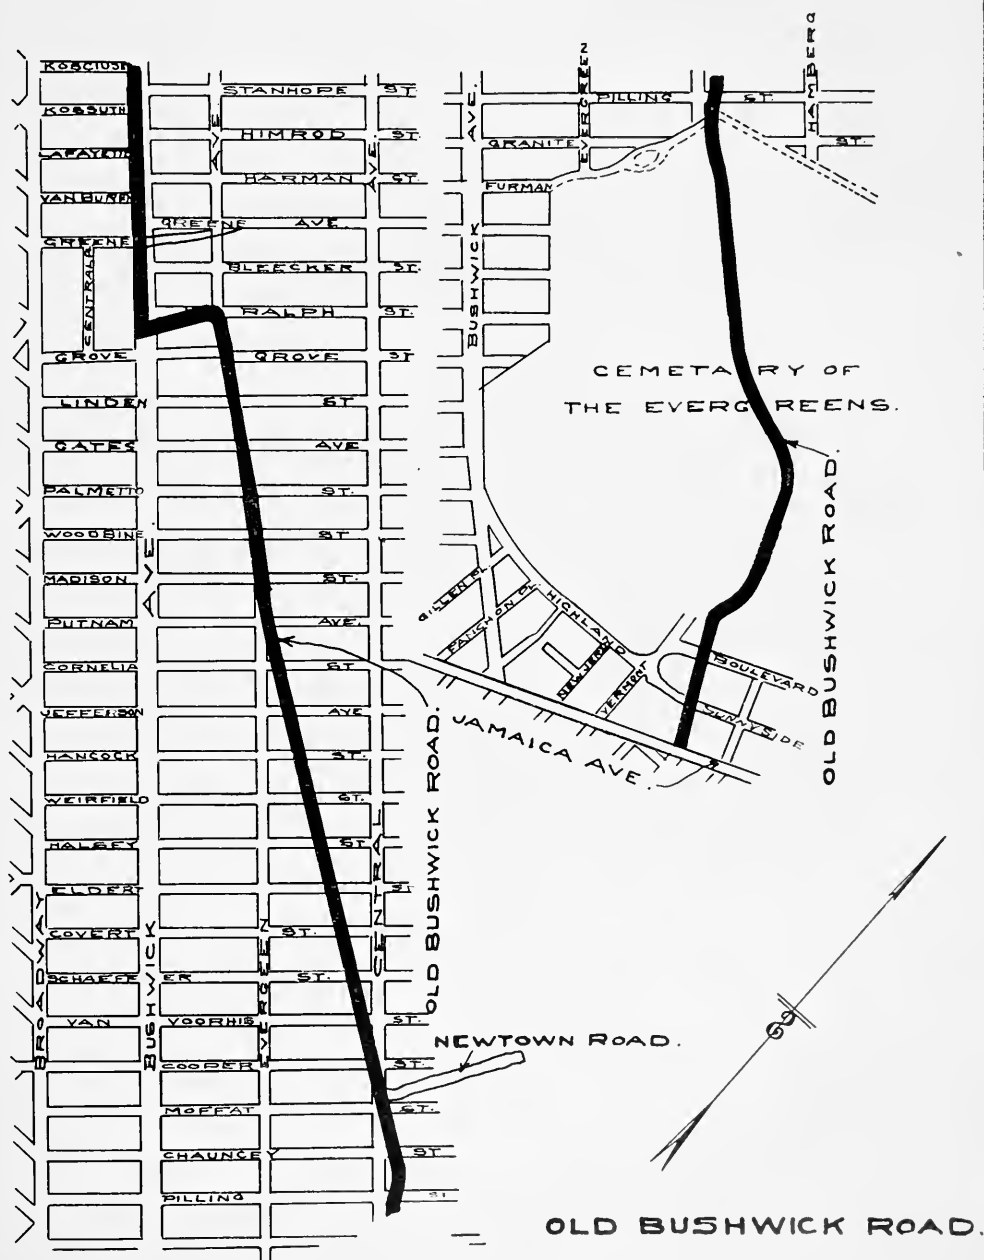 KOSCIUSK
KOSSUTH
LAFAYETTE
VAN BUREN
GREENE
CENTRAL
GROVE
LINDEN
GATES
PALMETTO
WOODBINE
MADISON
PUTNAM
CORNELIA
JEFFERSON
HANCOCK
WEIRFIELD
HALSEY
ELDERT
COVERT
SCHAEFFER
VAN VOORHIS
COOPER
MOFFAT
CHAUNCEY
PILLING
BROADWAY
BUSHWICK AVE.
EVERGREEN AVE
CENTRAL AVE.
STANHOPE ST.
HIMROD ST.
HARMAN ST.
GREENE AVE.
BLEECKER ST.
RALPH ST.
GROVE ST
ST
AVE
ST.
ST
ST.
AVE.
ST
AVE
ST.
ST.
ST
ST
ST.
ST.
ST.
ST.
ST.
ST
ST
OLD BUSHWICK ROAD.
NEWTOWN ROAD.
BUSHWICK AVE.
EVERGREEN
HAMBERG
PILLING ST.
GRANITE ST.
FURMAN
CEMETARY OF
THE EVERGREENS.
OLD BUSHWICK ROAD.
GILLEN PL
FANCHON PL
HIGHLAND BOULEVARD
NEW JERSEY
VERMONT
SUNNYSIDE
JAMAICA AVE.
OLD BUSHWICK ROAD.